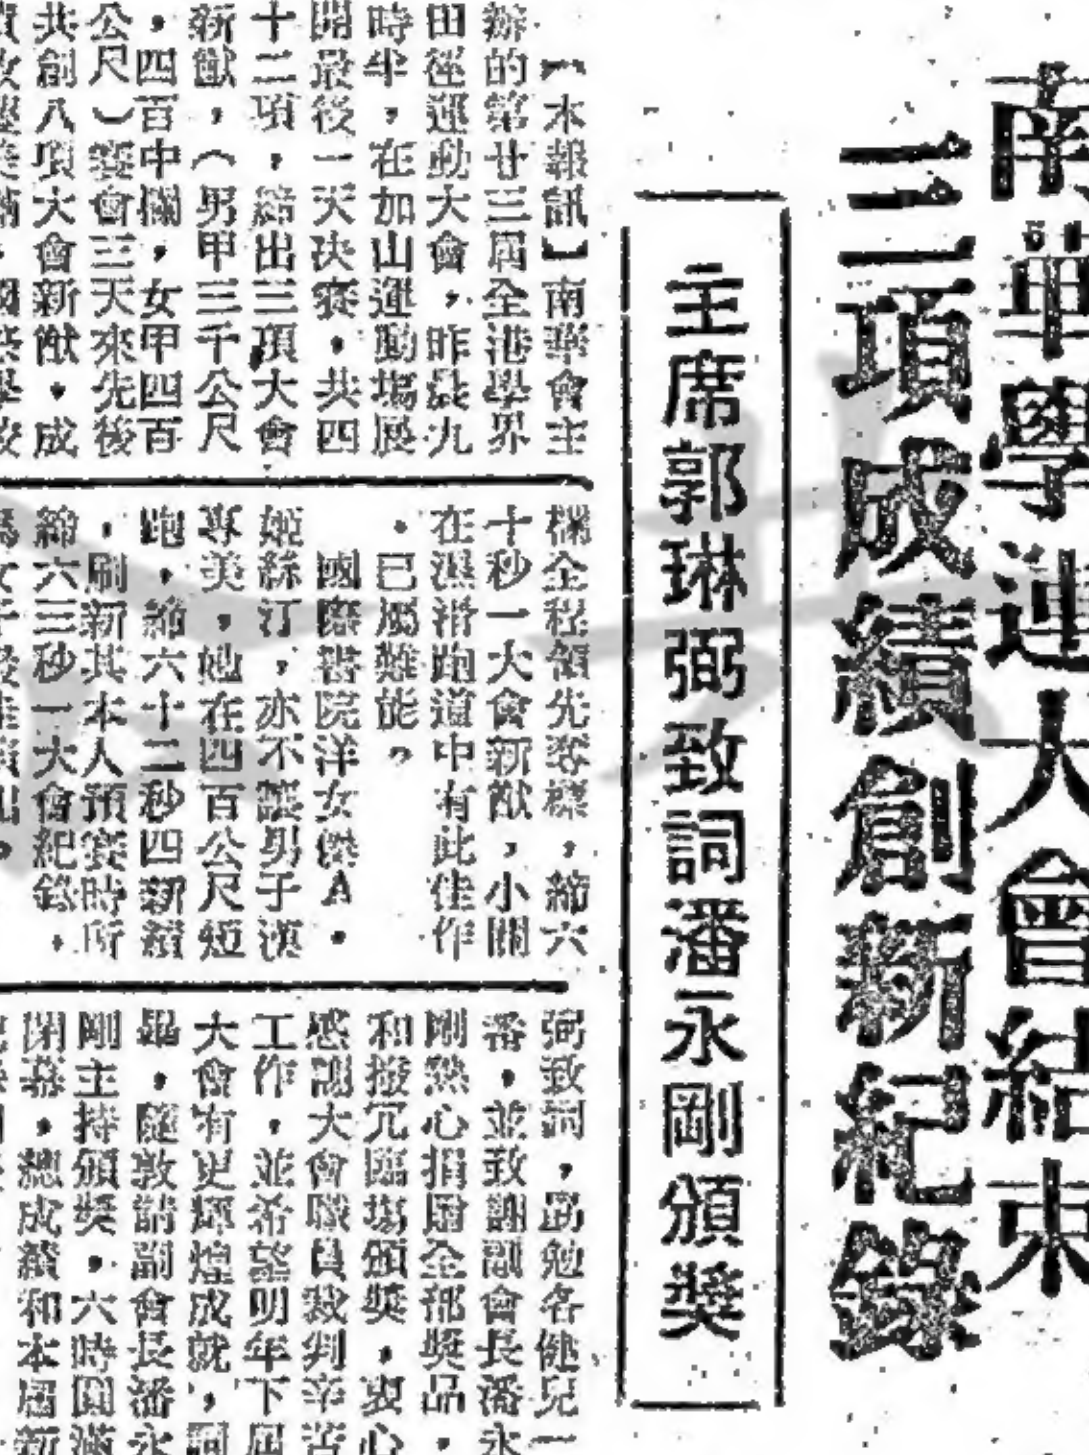 南華學運大會結束
三項成績創新紀錄
主席郭琳弼致詞潘永剛頒獎
【本報訊】南華會主
辦的第廿三屆全港學界
田徑運動大會，昨晨九
時半，在加山運動場展
開最後一天决賽。共四
十二項，締出三項大會
新猷，（男甲三千公尺
，四百中欄，女甲四百
公尺）賽會三天來先後
共創八項大會新猷。成
欄全程領先奪標，締六
十秒一大會新猷，小關
在濕滑跑道中有此佳作
。已屬難能。
國際書院洋女傑A．
姬絲汀，亦不讓男子漢
專美，她在四百公尺短
跑，締六十二秒四新績
，刷新其本人預賽時所
締六三秒一大會紀錄，
弼致詞，勗勉各健兒一
番，並致謝副會長潘永
剛熱心捐贈全部獎品，
和撥冗臨場頒獎，衷心
感謝大會職員裁判辛苦
工作，並希望明年下屆
大會有更輝煌成就，
畢，隨敦請副會長潘永
剛主持頒獎，六時圓滿
閉幕，總成績和本屆新